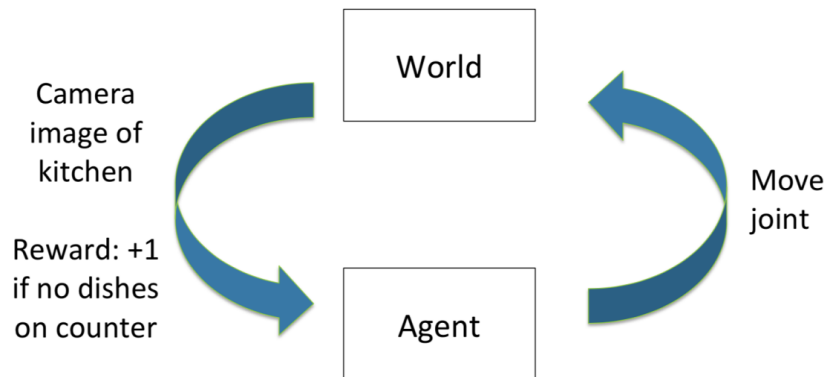 World
Camera
image of
kitchen
Move
joint
Reward: +1
if no dishes
on counter
Agent